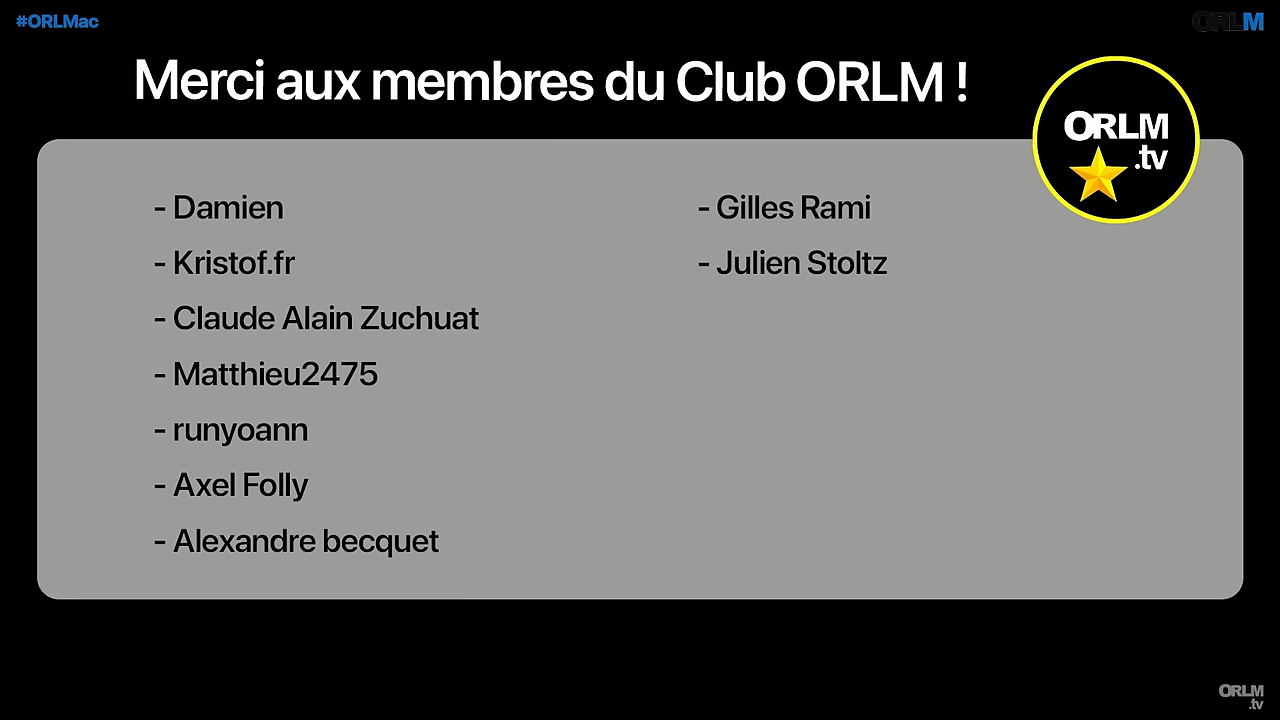 #ORLMac
ORLM
Merci aux membres du Club ORLM !
ORLM
.tv
- Damien
- Kristof.fr
- Claude Alain Zuchuat
- Matthieu2475
- runyoann
- Axel Folly
- Alexandre becquet
- Gilles Rami
- Julien Stoltz
ORLM
.tv